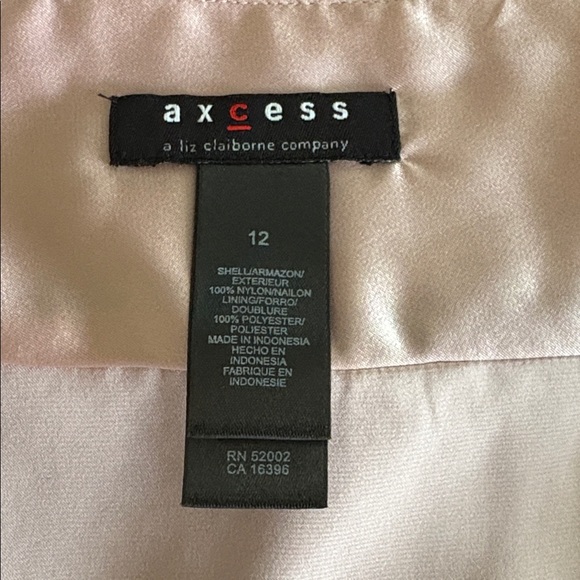 axcess
a liz claiborne company
12
SHELL/ARMAZON/
EXTERIEUR
100% NYLON/NAILON
LINING/FORRO/
DOUBLURE
100% POLYESTER/
POLIESTER
MADE IN INDONESIA
HECHO EN
INDONESIA
FABRIQUE EN
INDONESIE
RN 52002
CA 16396